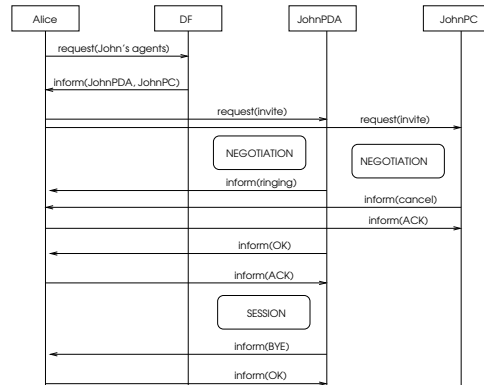 Alice
DF
JohnPDA
JohnPC
request(John's agents)
inform(JohnPDA, JohnPC)
request(invite)
request(invite)
NEGOTIATION
NEGOTIATION
inform(ringing)
inform(cancel)
inform(ACK)
inform(OK)
inform(ACK)
SESSION
inform(BYE)
inform(OK)